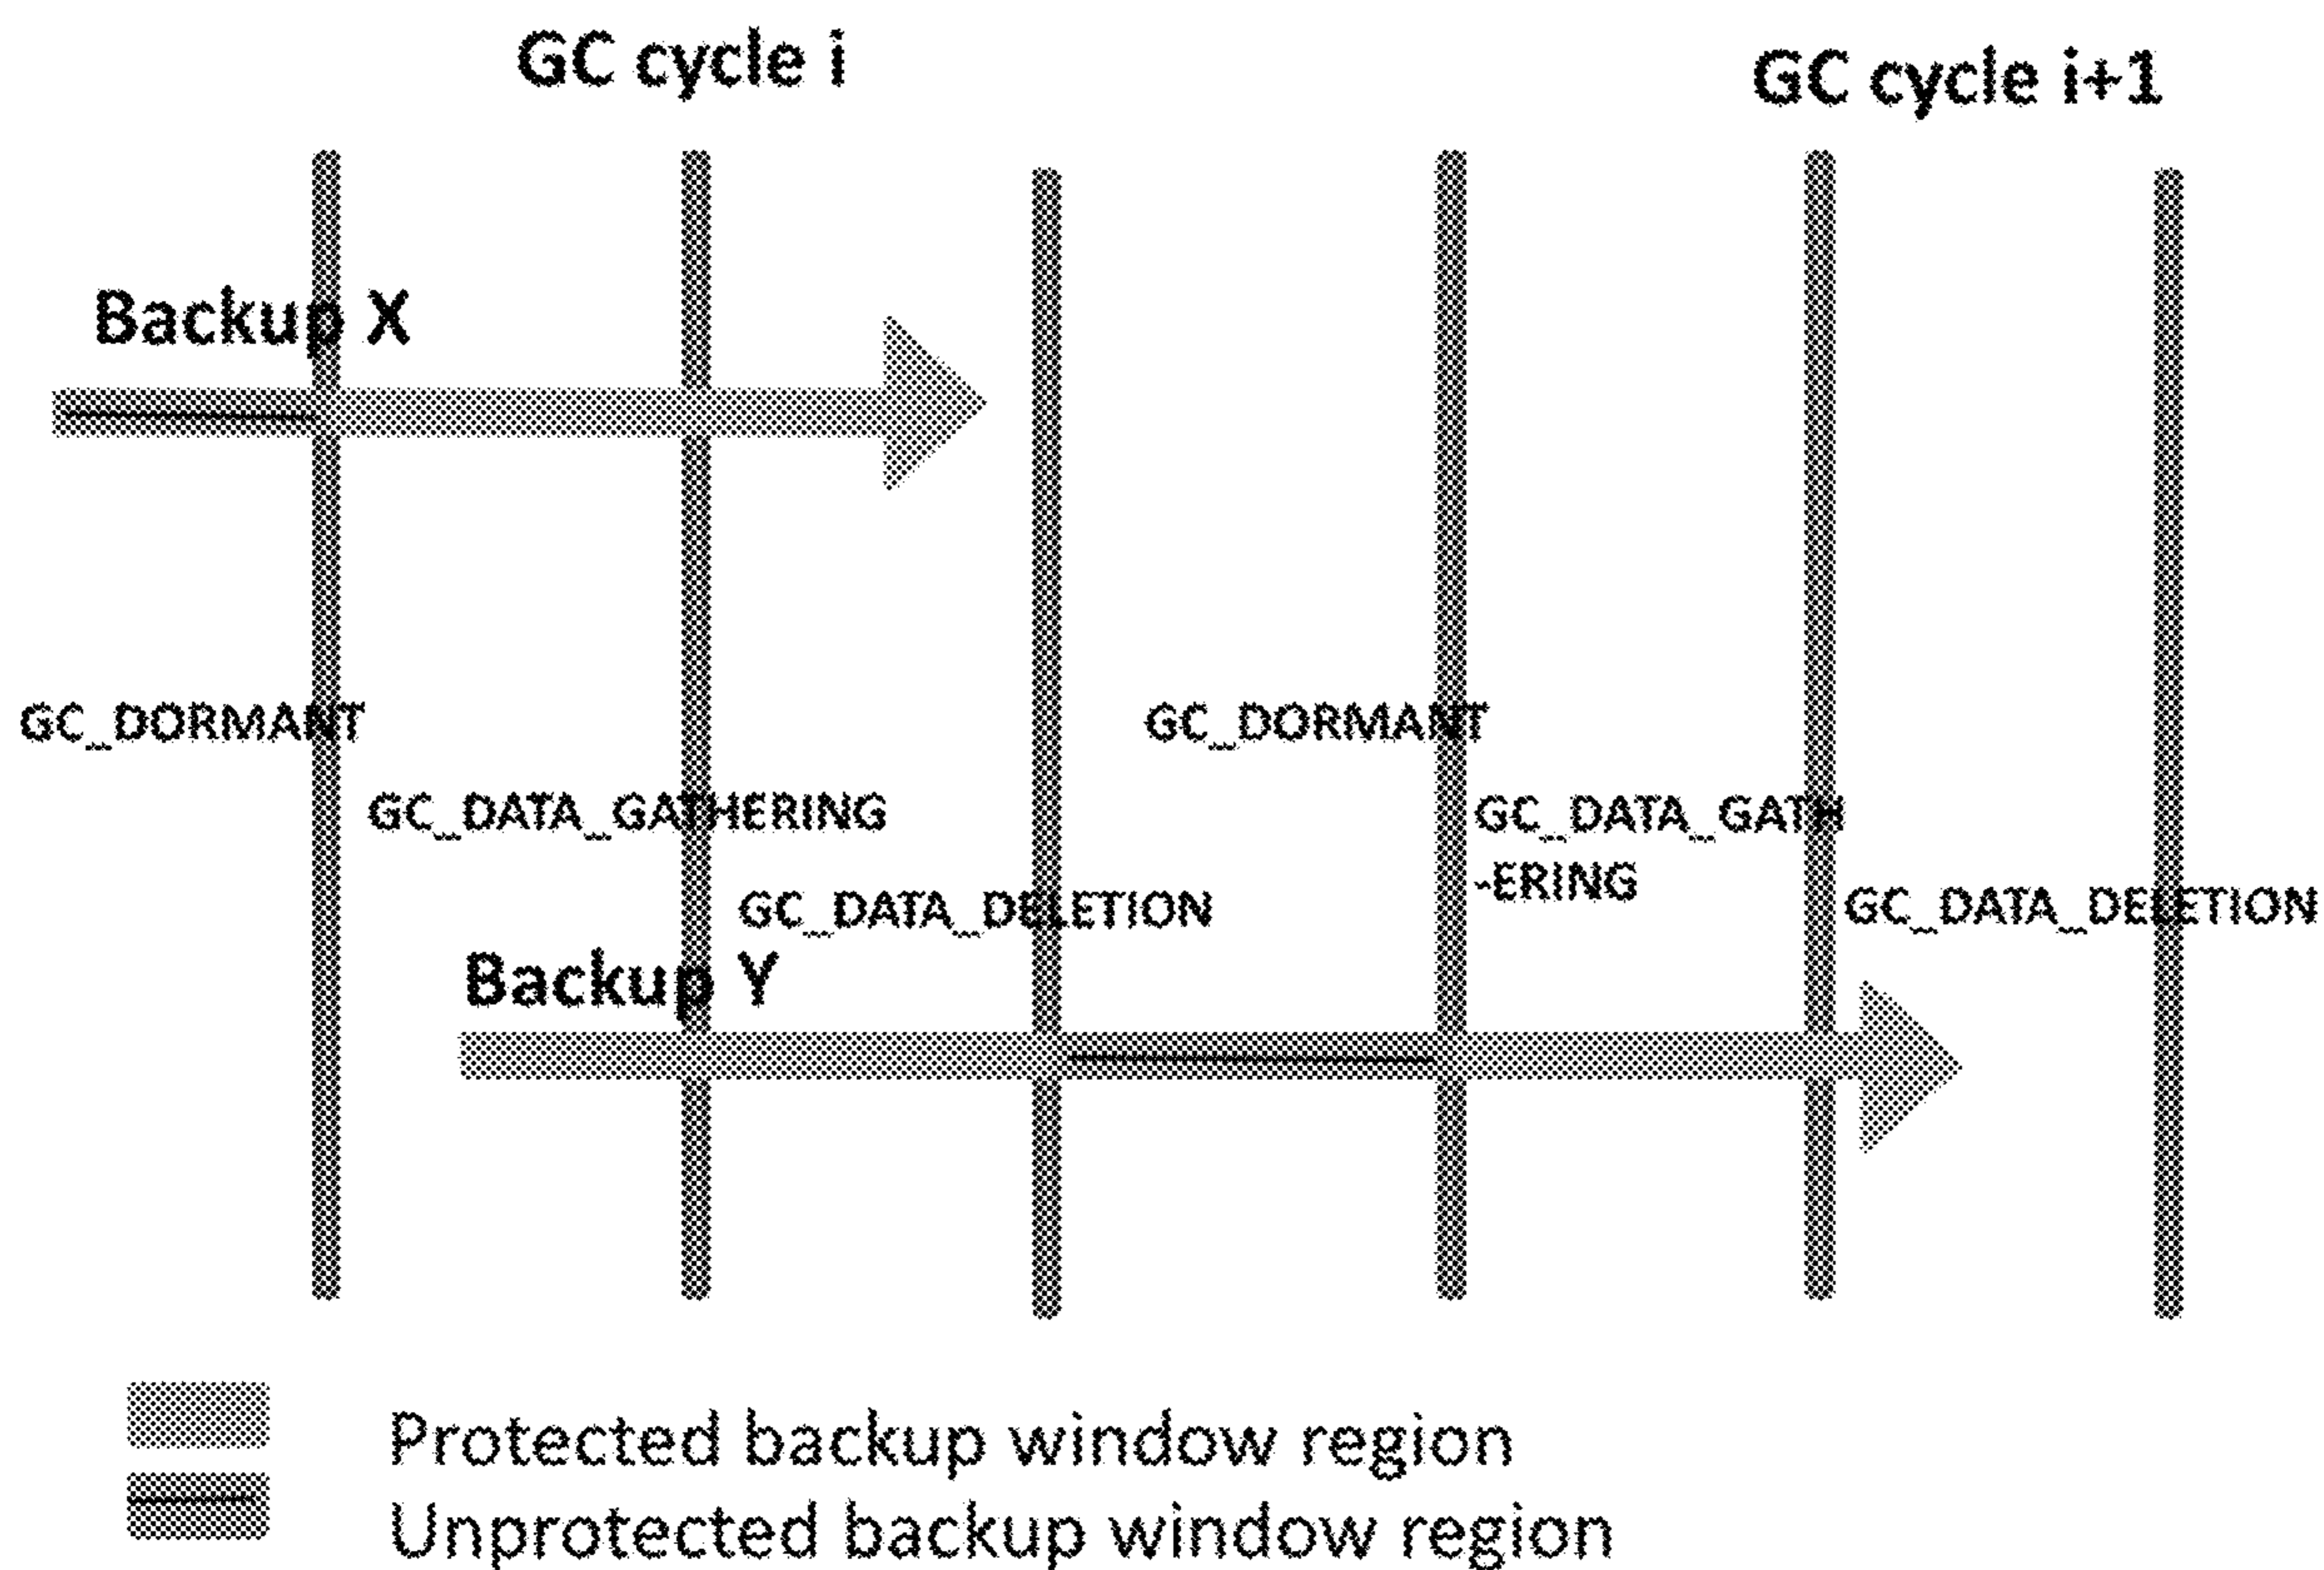 GC cycle i
GC cycle i+1
Backup X
GC_DORMANT
GC_DORMANT
GC_DATA_GATHERING
GC_DATA_GATH
-ERING
GC_DATA_DELETION
GC_DATA_DELETION
Backup Y
Protected backup window region
Unprotected backup window region